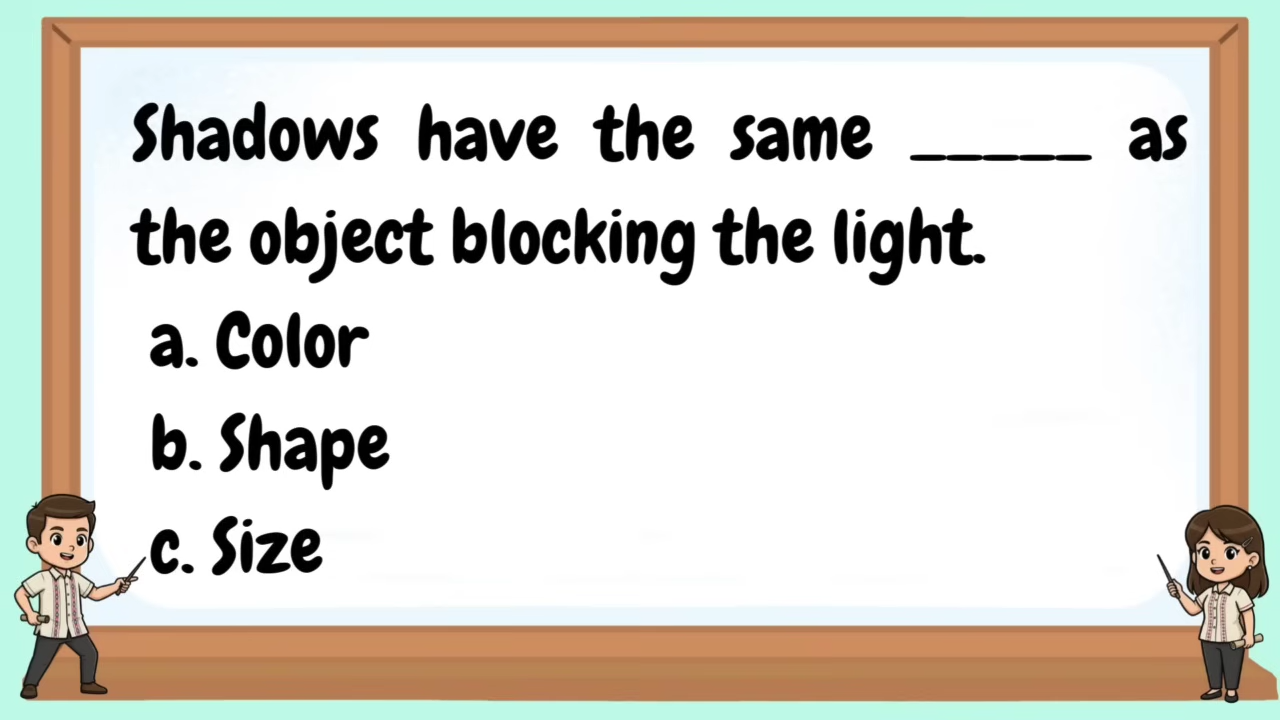 Shadows have the same _____ as
the object blocking the light.
a. Color
b. Shape
c. Size